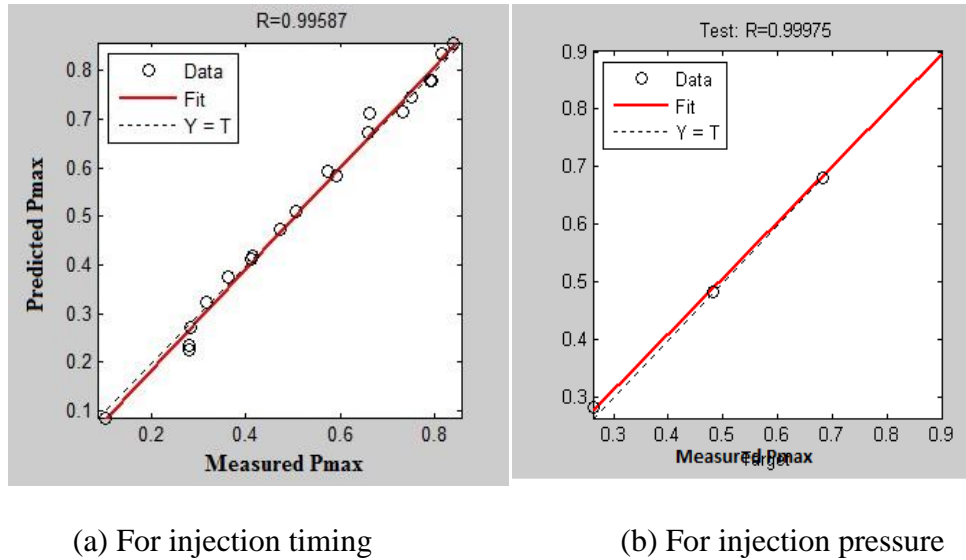 R=0.99587
0.8
0.7
0.6
0.5
0.4
0.3
0.2
0.1
Data
Fit
Y = T
Predicted Pmax
0.2 0.4 0.6 0.8
Measured Pmax
Test: R=0.99975
0.9
0.8
0.7
0.6
0.5
0.4
0.3
Data
Fit
Y = T
0.3 0.4 0.5 0.6 0.7 0.8 0.9
Measured Pmax
Target
(a) For injection timing
(b) For injection pressure